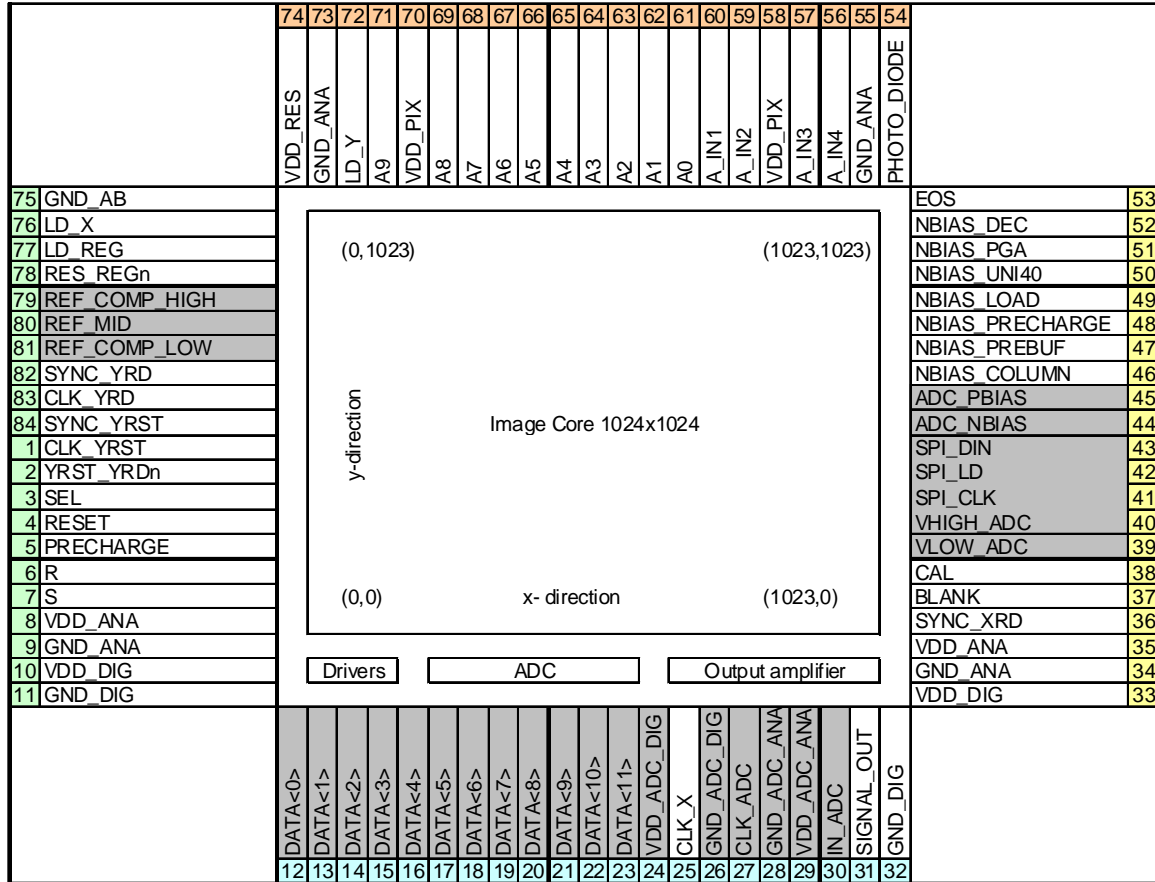 74 73 72 71 70 69 68 67 66 65 64 63 62 61 60 59 58 57 56 55 54
VDD_RES
GND_ANA
LD_Y
A9
VDD_PIX
A8
A7
A6
A5
A4
A3
A2
A1
A0
A_IN1
A_IN2
VDD_PIX
A_IN3
A_IN4
GND_ANA
PHOTO_DIODE
75 GND_AB
76 LD_X
77 LD_REG
78 RES_REGn
79 REF_COMP_HIGH
80 REF_MID
81 REF_COMP_LOW
82 SYNC_YRD
83 CLK_YRD
84 SYNC_YRST
1 CLK_YRST
2 YRST_YRDn
3 SEL
4 RESET
5 PRECHARGE
6 R
7 S
8 VDD_ANA
9 GND_ANA
10 VDD_DIG
11 GND_DIG
(0,1023) (1023,1023)
y-direction
Image Core 1024x1024
(0,0) x- direction (1023,0)
Drivers ADC Output amplifier
EOS 53
NBIAS_DEC 52
NBIAS_PGA 51
NBIAS_UNI40 50
NBIAS_LOAD 49
NBIAS_PRECHARGE 48
NBIAS_PREBUF 47
NBIAS_COLUMN 46
ADC_PBIAS 45
ADC_NBIAS 44
SPI_DIN 43
SPI_LD 42
SPI_CLK 41
VHIGH_ADC 40
VLOW_ADC 39
CAL 38
BLANK 37
SYNC_XRD 36
VDD_ANA 35
GND_ANA 34
VDD_DIG 33
DATA<0>
DATA<1>
DATA<2>
DATA<3>
DATA<4>
DATA<5>
DATA<6>
DATA<7>
DATA<8>
DATA<9>
DATA<10>
DATA<11>
VDD_ADC_DIG
CLK_X
GND_ADC_DIG
CLK_ADC
GND_ADC_ANA
VDD_ADC_ANA
IN_ADC
SIGNAL_OUT
GND_DIG
12 13 14 15 16 17 18 19 20 21 22 23 24 25 26 27 28 29 30 31 32